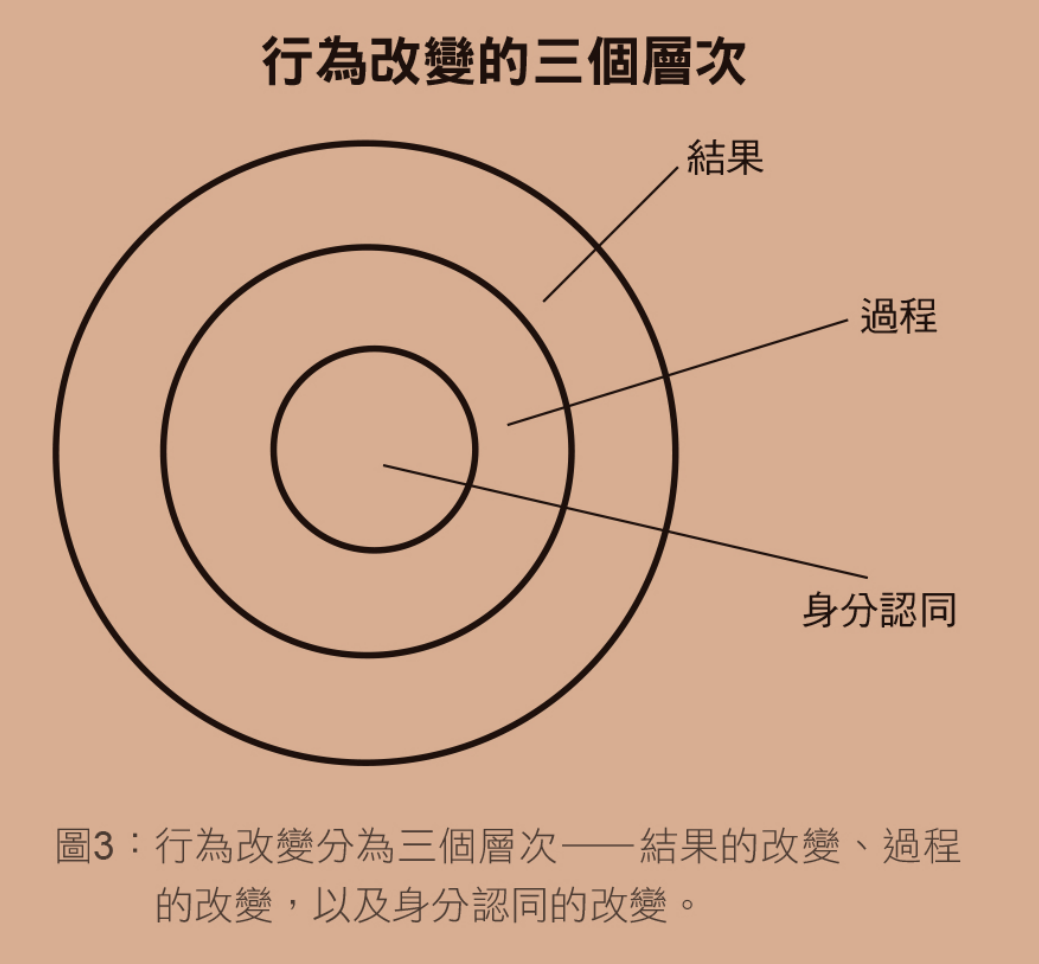 行為改變的三個層次
結果
過程
身分認同
圖3：行為改變分為三個層次——結果的改變、過程
的改變，以及身分認同的改變。